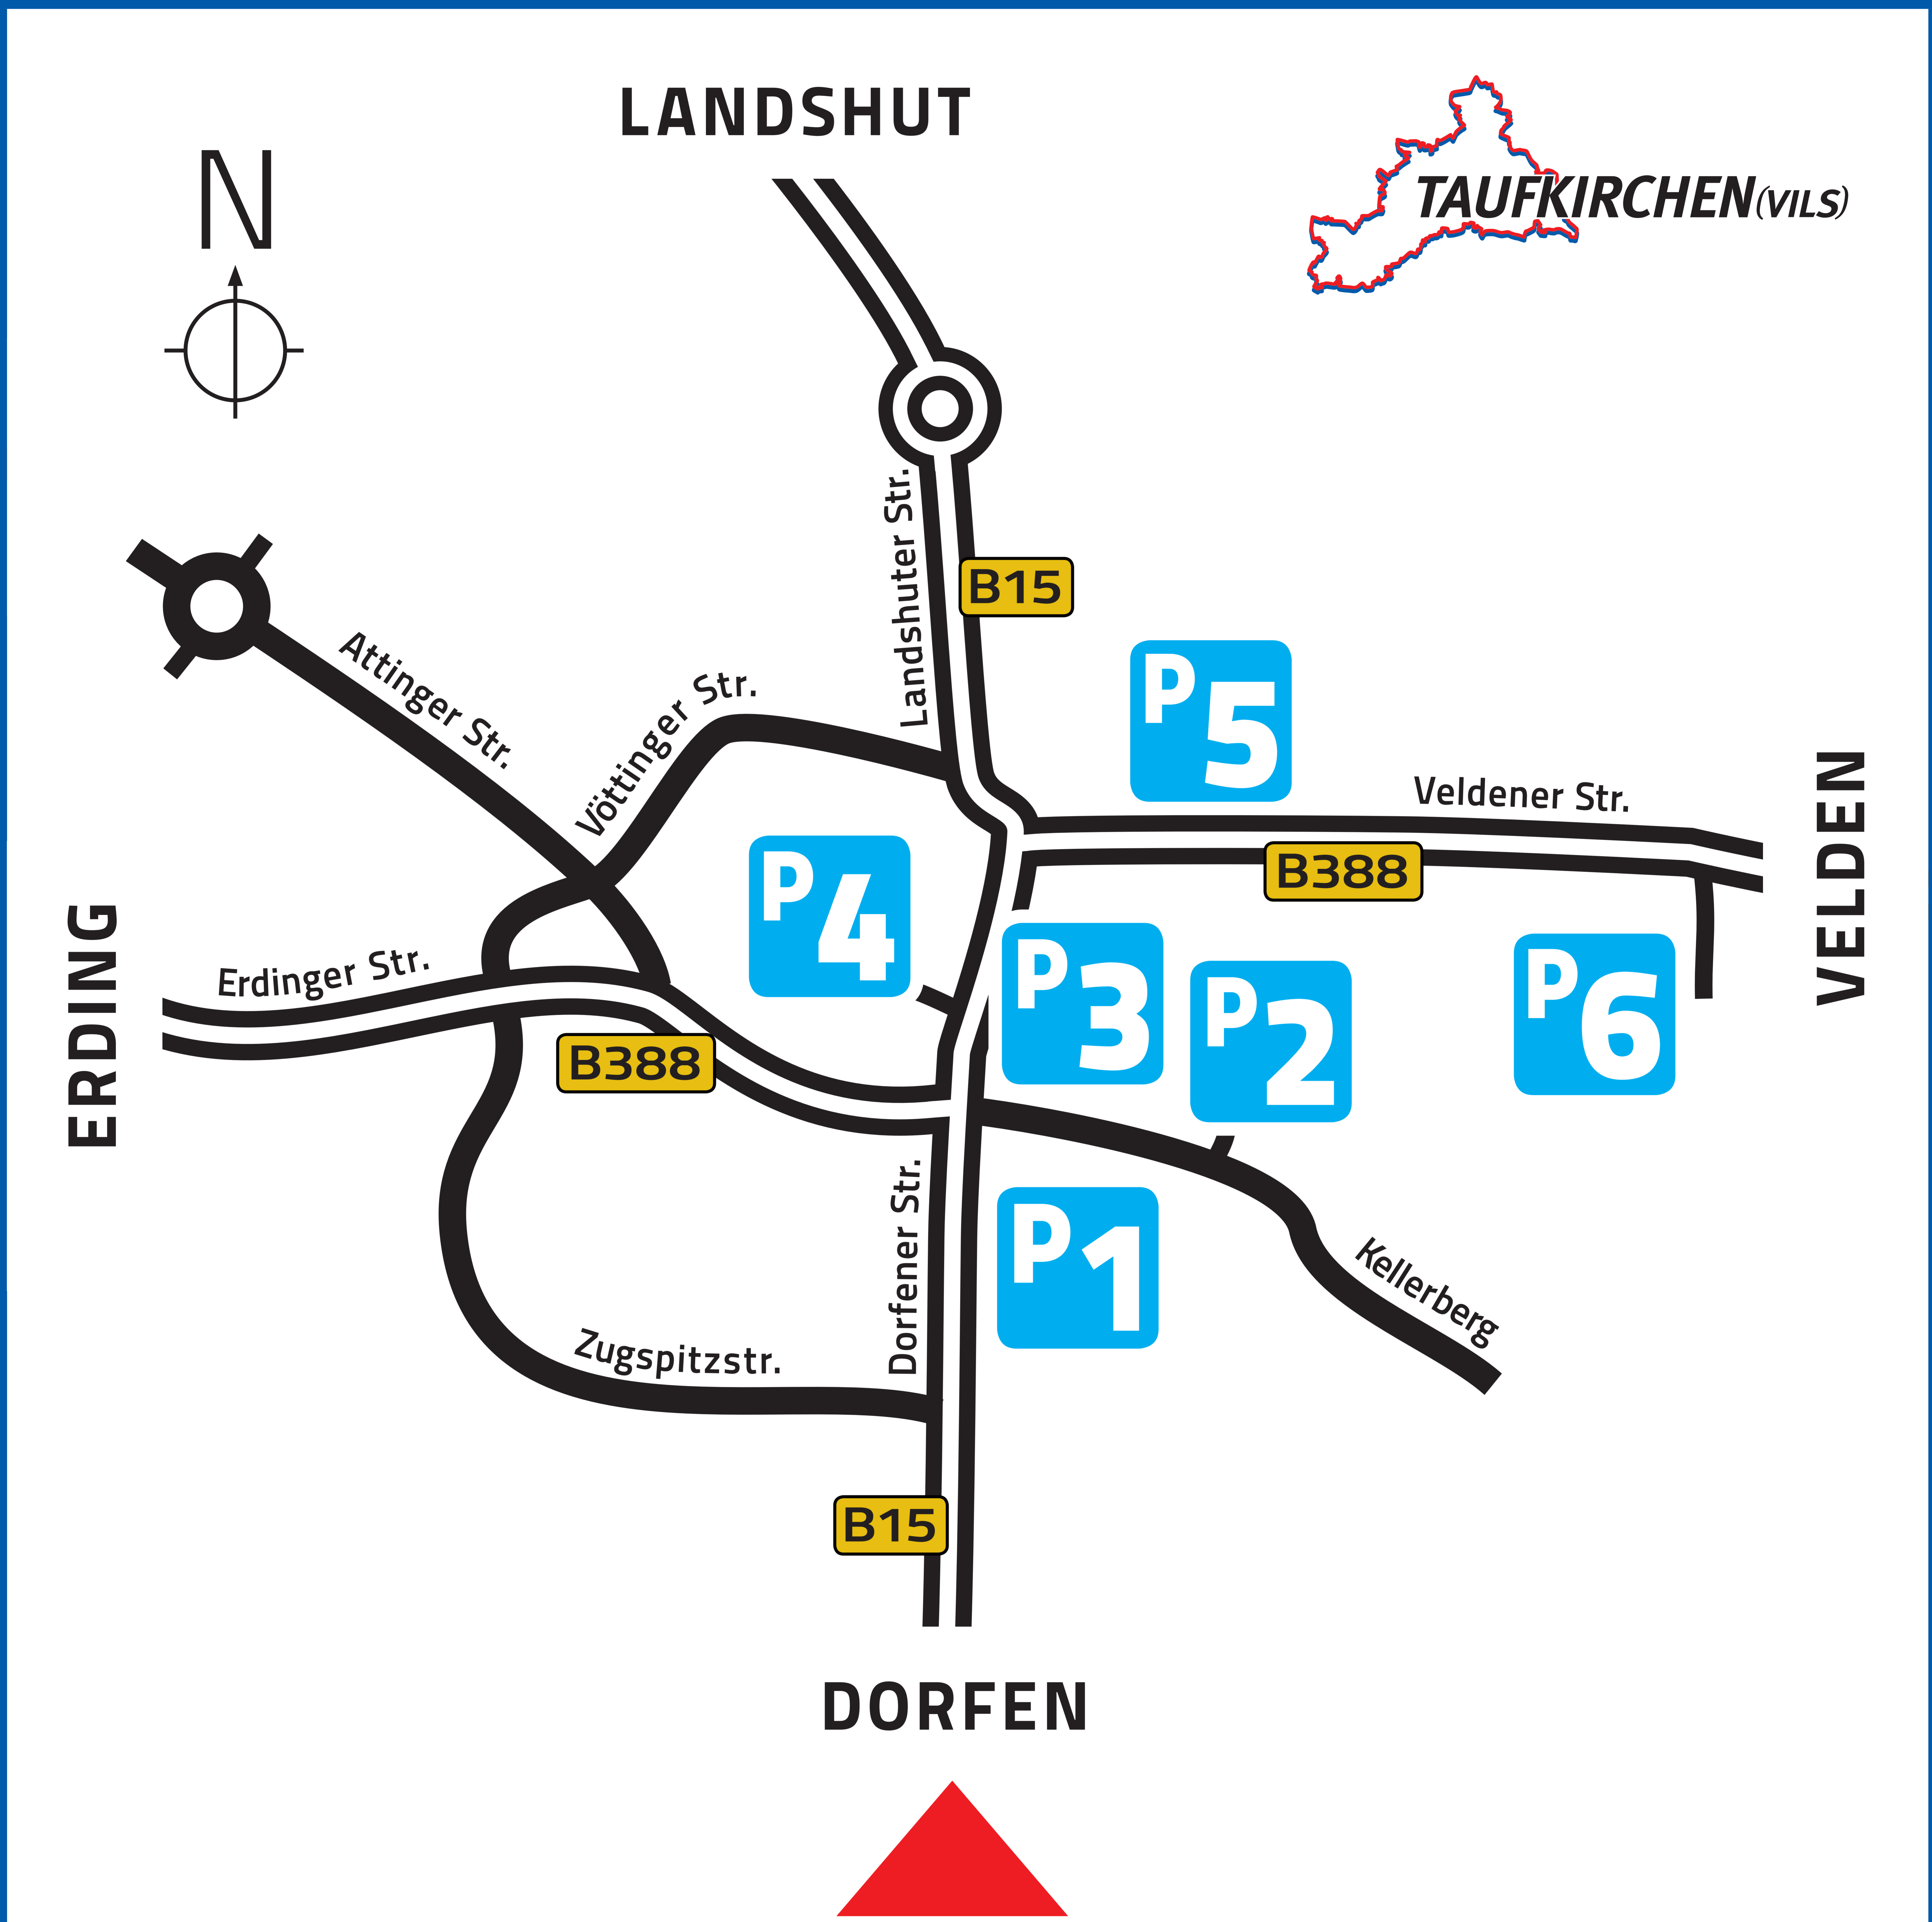 LANDSHUT
N
TAUFKIRCHEN(VILS)
Landshuter Str.
B15
Attinger Str.
Vöttinger Str.
P5
Veldener Str.
VELDEN
P4
B388
ERDING
Erdinger Str.
P3
P2
P6
B388
Dorfener Str.
P1
Kellerberg
Zugspitzstr.
B15
DORFEN